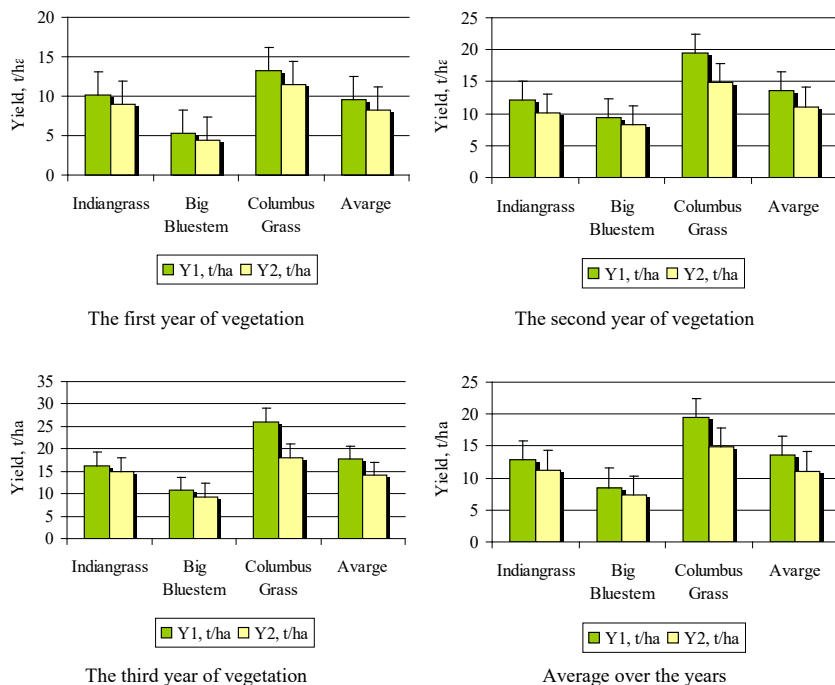 Yield, t/ha
20
15
10
5
0
Indiangrass
Big
Bluestem
Columbus
Grass
Avarge
Y1, t/ha Y2, t/ha
The first year of vegetation
Yield, t/ha
25
20
15
10
5
0
Indiangrass
Big
Bluestem
Columbus
Grass
Avarge
Y1, t/ha Y2, t/ha
The second year of vegetation
Yield, t/ha
35
30
25
20
15
10
5
0
Indiangrass
Big
Bluestem
Columbus
Grass
Avarge
Y1, t/ha Y2, t/ha
The third year of vegetation
Yield, t/ha
25
20
15
10
5
0
Indiangrass
Big
Bluestem
Columbus
Grass
Avarge
Y1, t/ha Y2, t/ha
Average over the years